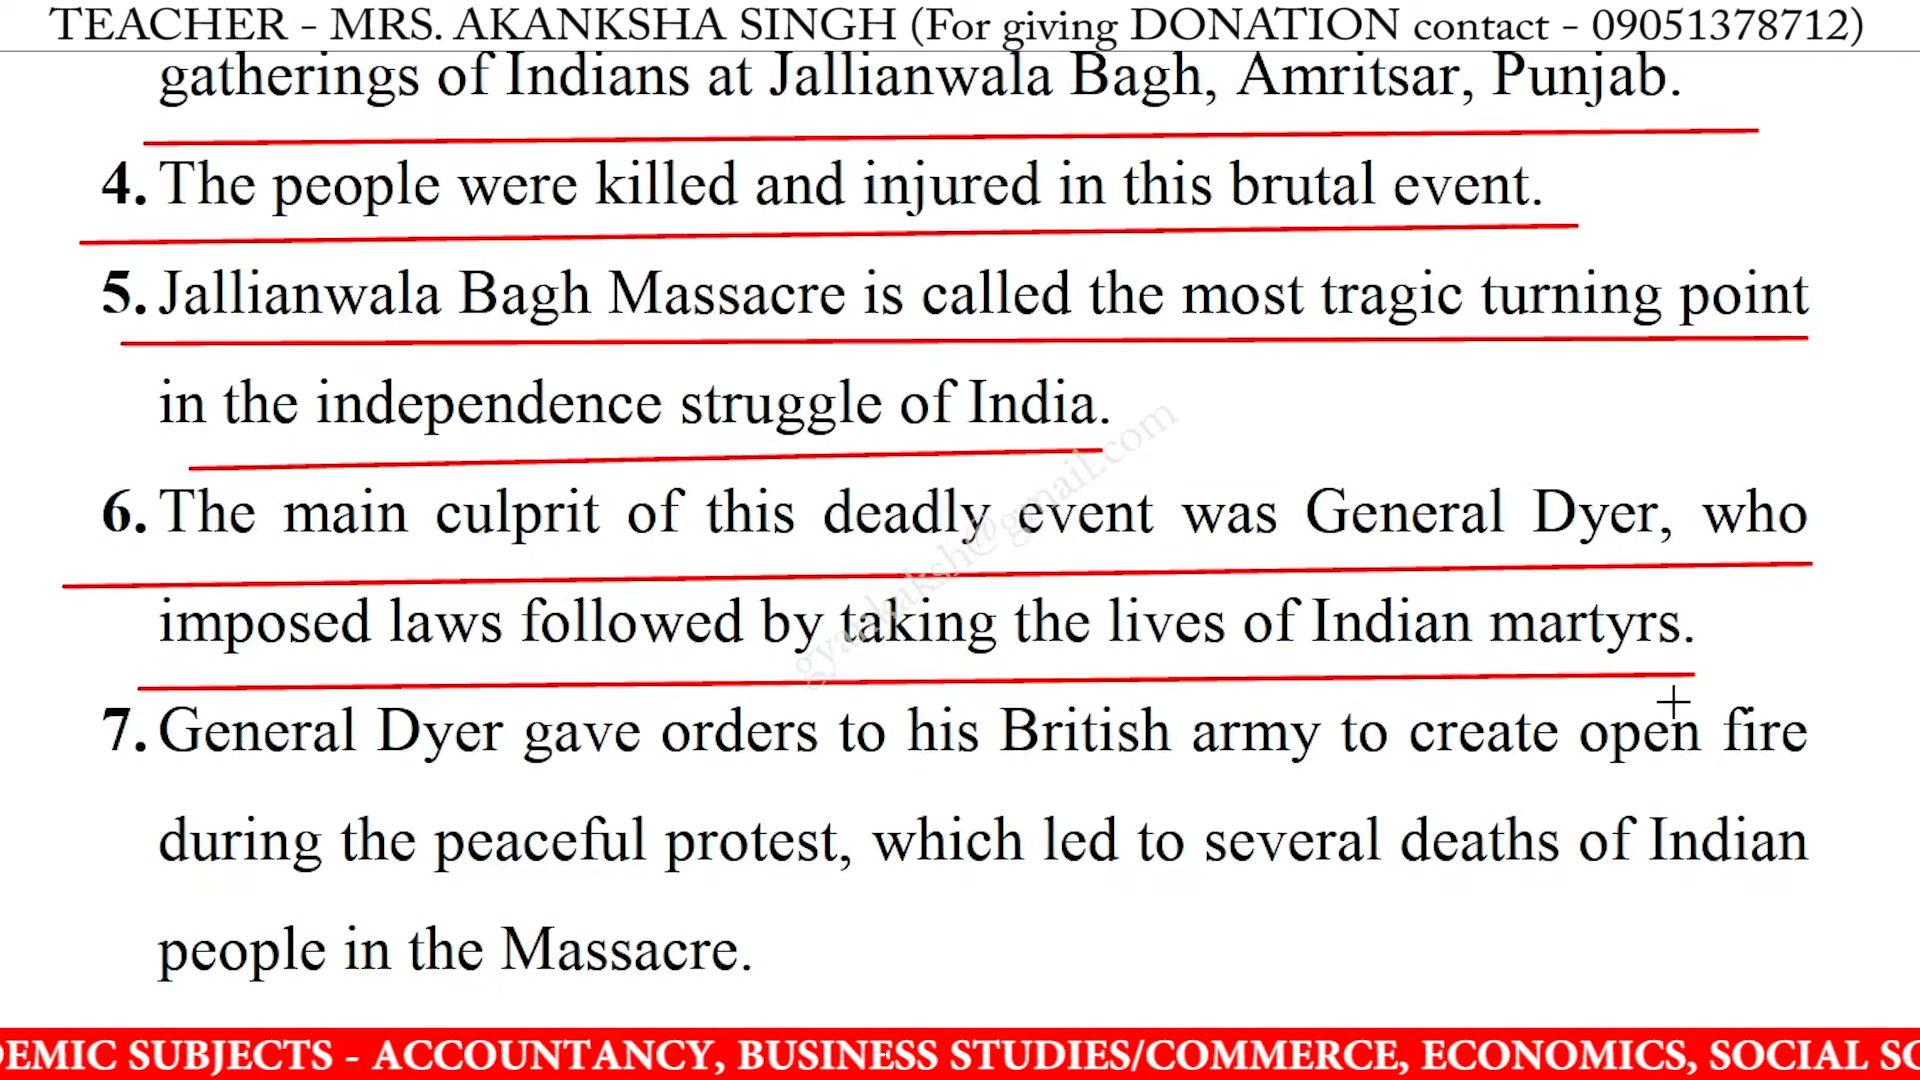 TEACHER - MRS. AKANKSHA SINGH (For giving DONATION contact - 09051378712)
gatherings of Indians at Jallianwala Bagh, Amritsar, Punjab.
4. The people were killed and injured in this brutal event.
5. Jallianwala Bagh Massacre is called the most tragic turning point
in the independence struggle of India.
6. The main culprit of this deadly event was General Dyer, who
imposed laws followed by taking the lives of Indian martyrs.
7. General Dyer gave orders to his British army to create open fire
during the peaceful protest, which led to several deaths of Indian
people in the Massacre.
DEMIC SUBJECTS - ACCOUNTANCY, BUSINESS STUDIES/COMMERCE, ECONOMICS, SOCIAL SC